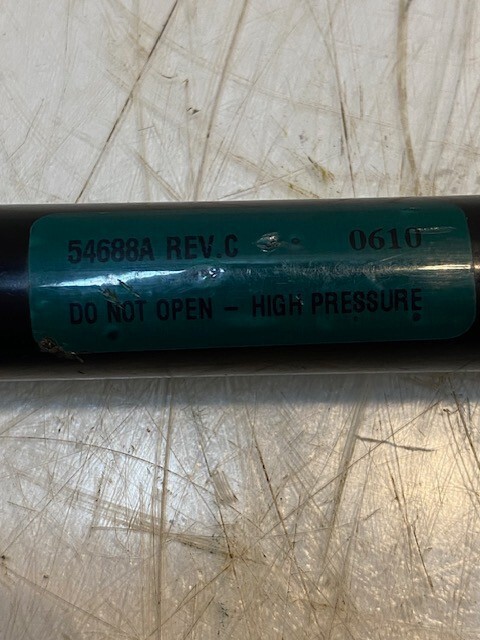 54688A REV.C 0610
DO NOT OPEN - HIGH PRESSURE